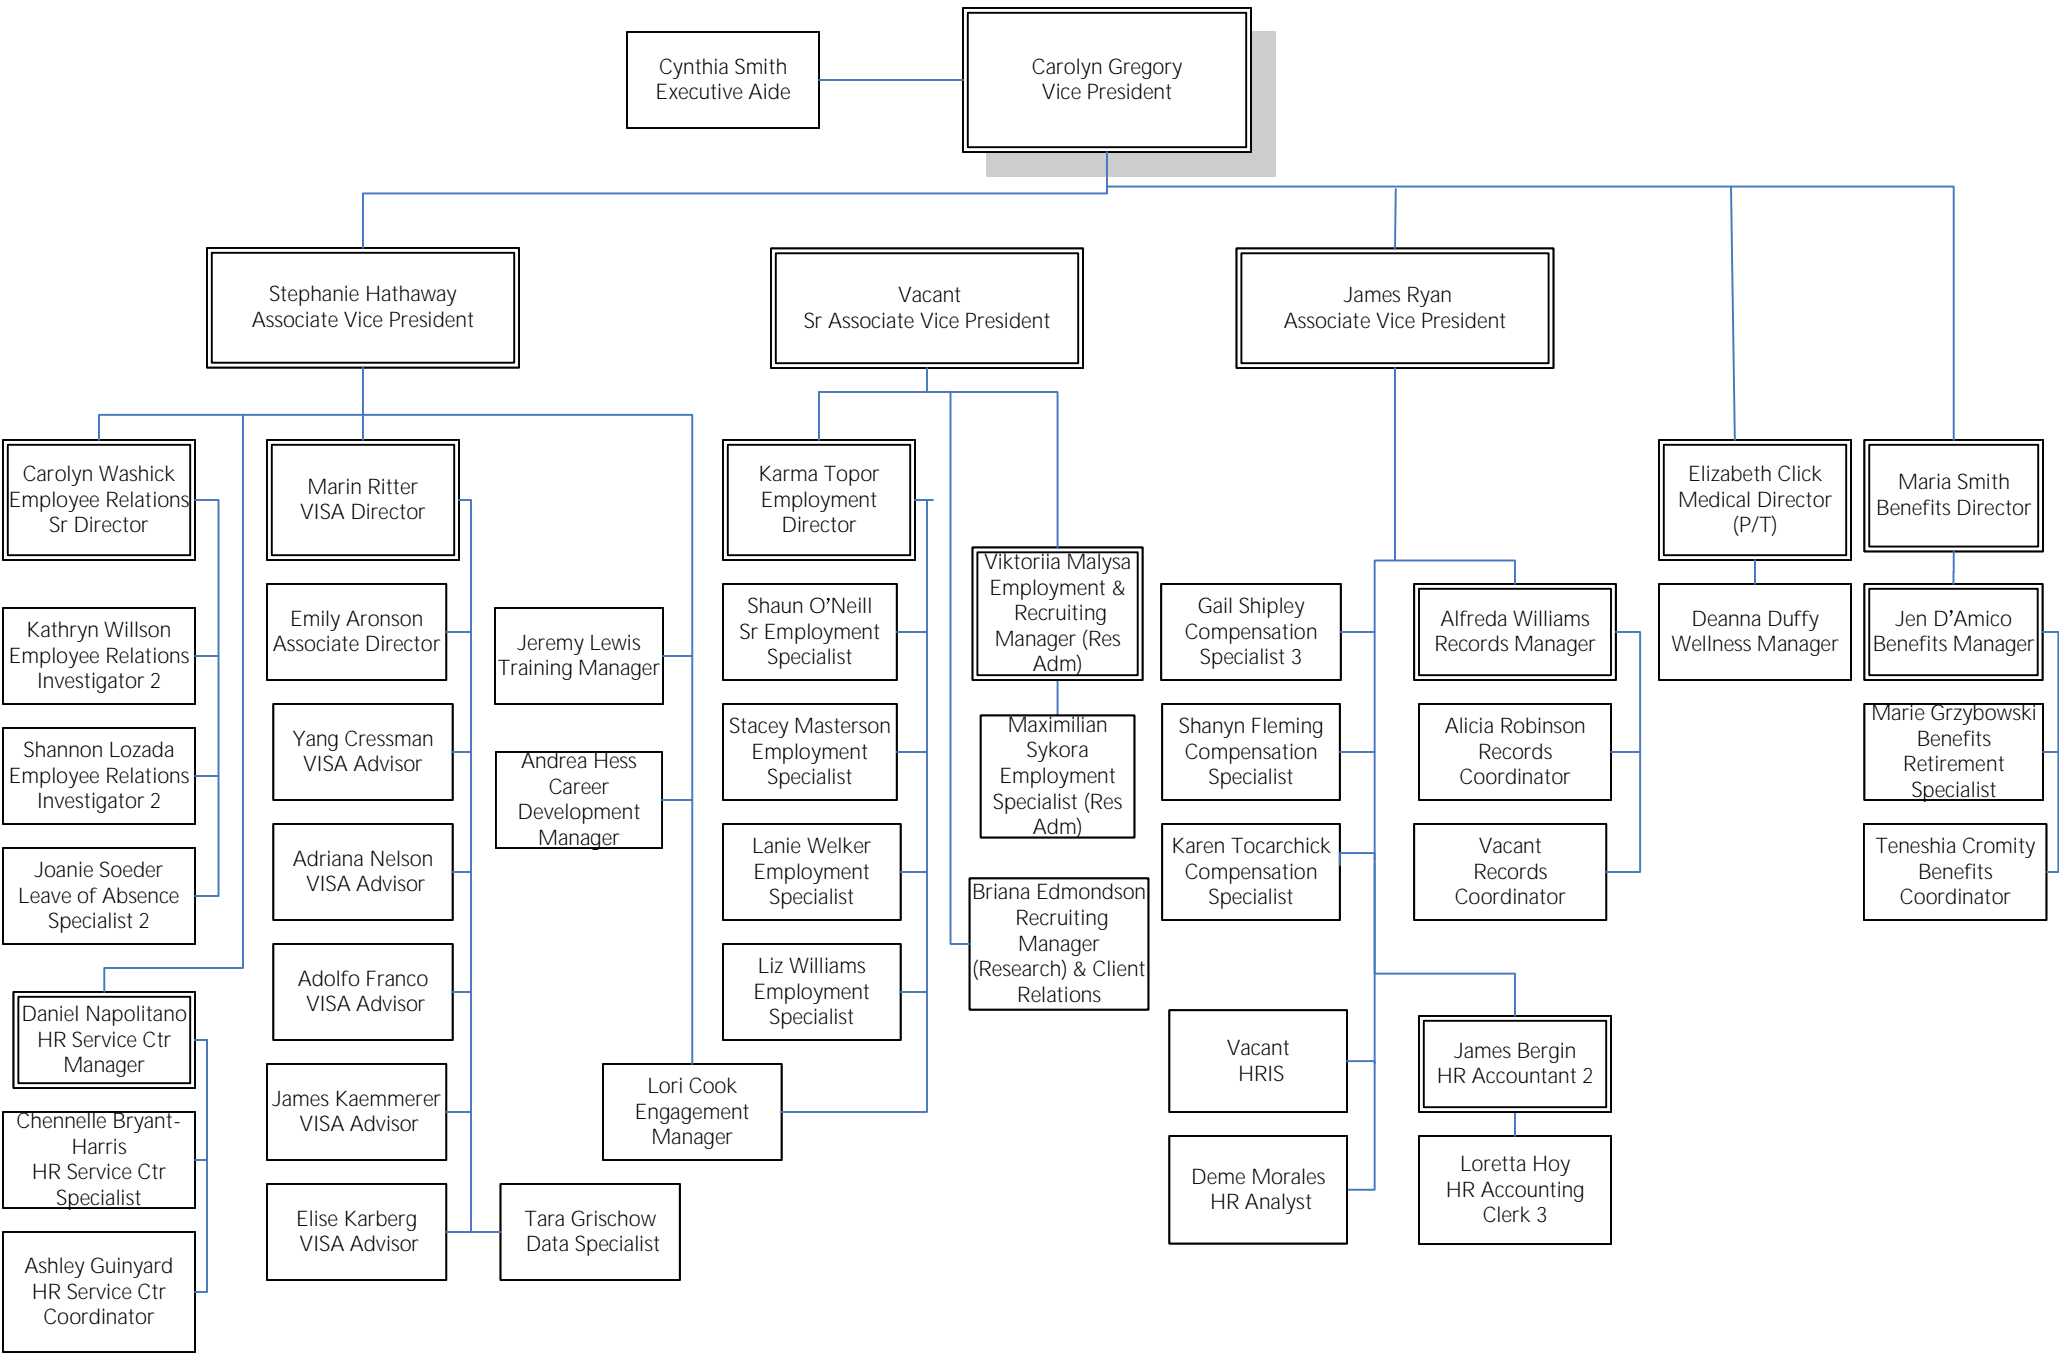 Cynthia Smith
Executive Aide
Carolyn Gregory
Vice President
Stephanie Hathaway
Associate Vice President
Vacant
Sr Associate Vice President
James Ryan
Associate Vice President
Carolyn Washick
Employee Relations
Sr Director
Marin Ritter
VISA Director
Karma Topor
Employment
Director
Elizabeth Click
Medical Director
(P/T)
Maria Smith
Benefits Director
Viktoriia Malysa
Employment &
Recruiting
Manager (Res
Adm)
Kathryn Willson
Employee Relations
Investigator 2
Emily Aronson
Associate Director
Jeremy Lewis
Training Manager
Shaun O’Neill
Sr Employment
Specialist
Gail Shipley
Compensation
Specialist 3
Alfreda Williams
Records Manager
Deanna Duffy
Wellness Manager
Jen D’Amico
Benefits Manager
Shannon Lozada
Employee Relations
Investigator 2
Yang Cressman
VISA Advisor
Andrea Hess
Career
Development
Manager
Stacey Masterson
Employment
Specialist
Maximilian
Sykora
Employment
Specialist (Res
Adm)
Shanyn Fleming
Compensation
Specialist
Alicia Robinson
Records
Coordinator
Marie Grzybowski
Benefits
Retirement
Specialist
Joanie Soeder
Leave of Absence
Specialist 2
Adriana Nelson
VISA Advisor
Lanie Welker
Employment
Specialist
Karen Tocarchick
Compensation
Specialist
Vacant
Records
Coordinator
Teneshia Cromity
Benefits
Coordinator
Briana Edmondson
Recruiting
Manager
(Research) & Client
Relations
Adolfo Franco
VISA Advisor
Liz Williams
Employment
Specialist
Daniel Napolitano
HR Service Ctr
Manager
Vacant
HRIS
James Bergin
HR Accountant 2
James Kaemmerer
VISA Advisor
Lori Cook
Engagement
Manager
Chennelle Bryant-
Harris
HR Service Ctr
Specialist
Deme Morales
HR Analyst
Loretta Hoy
HR Accounting
Clerk 3
Elise Karberg
VISA Advisor
Tara Grischow
Data Specialist
Ashley Guinyard
HR Service Ctr
Coordinator